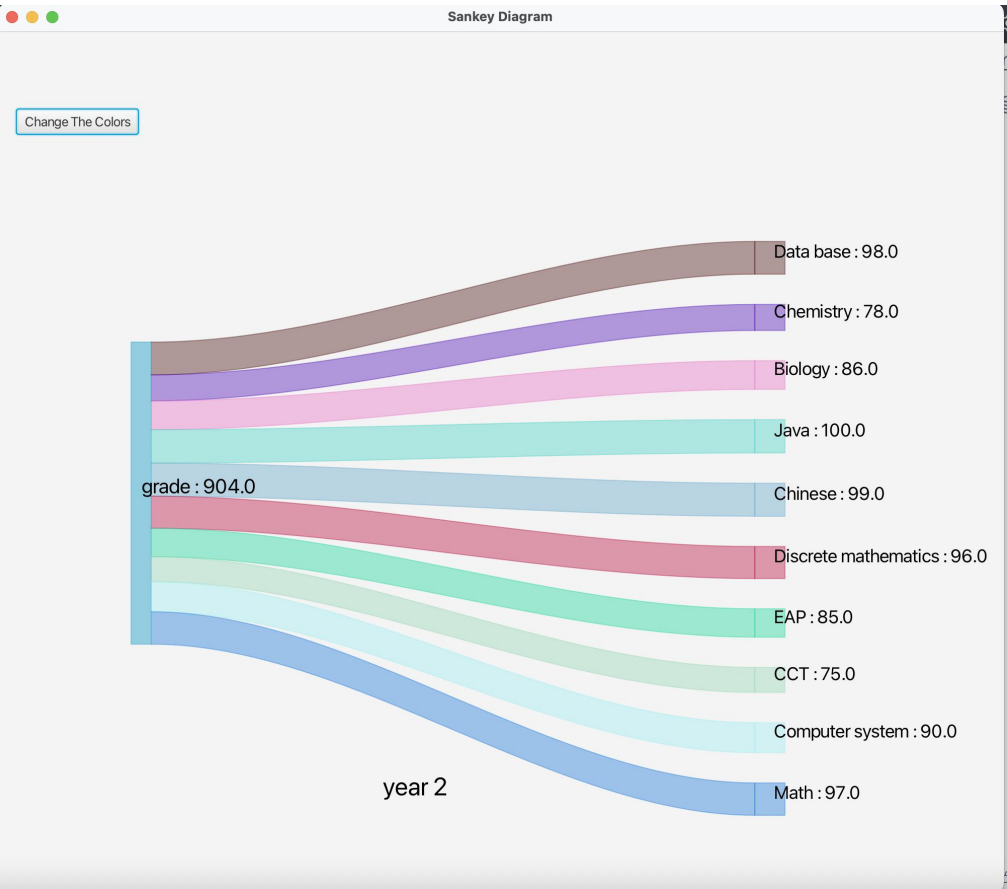 Sankey Diagram
Change The Colors
Data base : 98.0
Chemistry : 78.0
Biology : 86.0
Java : 100.0
Chinese : 99.0
grade : 904.0
Discrete mathematics : 96.0
EAP : 85.0
CCT : 75.0
Computer system : 90.0
year 2
Math : 97.0